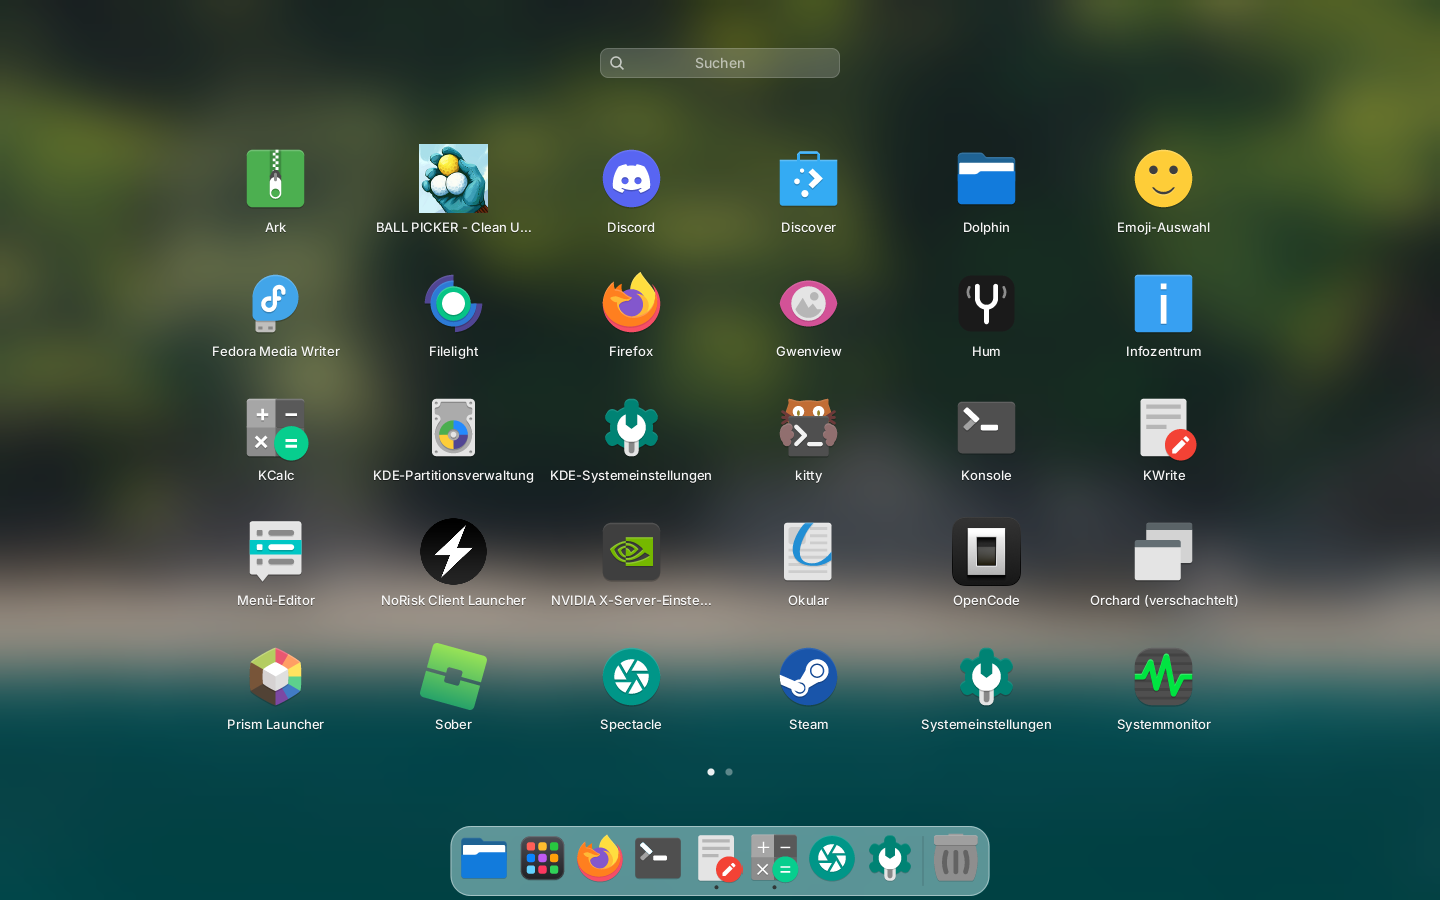 Suchen
Ark
BALL PICKER - Clean U...
Discord
Discover
Dolphin
Emoji-Auswahl
Fedora Media Writer
Filelight
Firefox
Gwenview
Hum
Infozentrum
KCalc
KDE-Partitionsverwaltung
KDE-Systemeinstellungen
kitty
Konsole
KWrite
Menü-Editor
NoRisk Client Launcher
NVIDIA X-Server-Einste...
Okular
OpenCode
Orchard (verschachtelt)
Prism Launcher
Sober
Spectacle
Steam
Systemeinstellungen
Systemmonitor